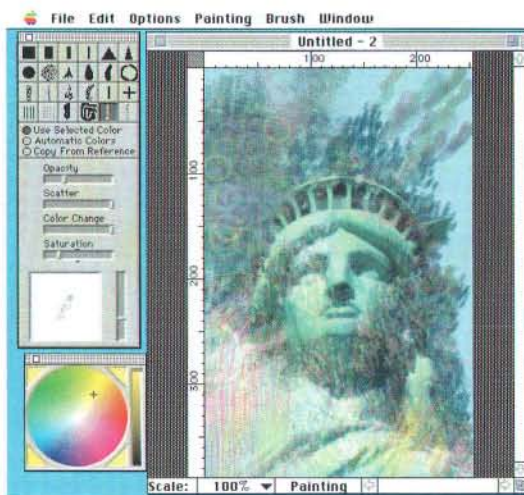 File Edit Options Painting Brush Window
Untitled - 2
100 200
Use Selected Color
Automatic Colors
Copy From Reference
Opacity
Scatter
Color Change
Saturation
100
200
300
Scale: 100% Painting